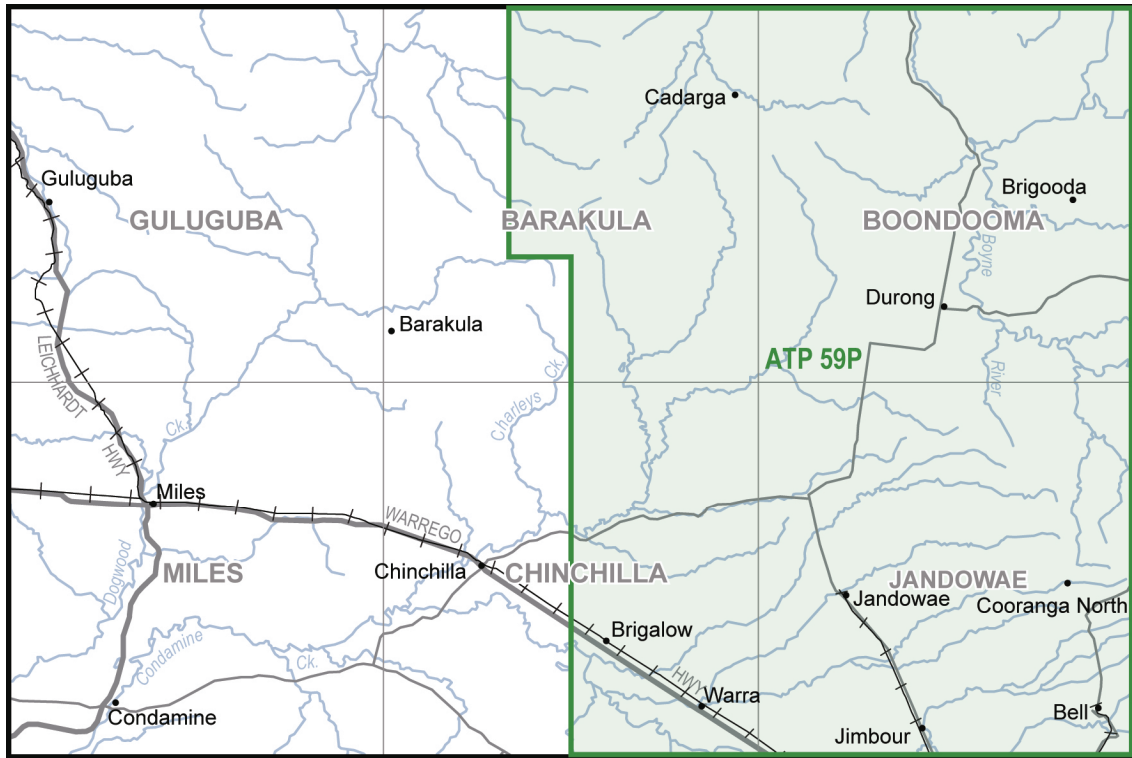 Cadarga
Guluguba
Brigooda
GULUGUBA
BARAKULA
BOONDOOMA
Boyne
Durong
Barakula
LEICHHARDT
HWY
ATP 59P
River
Charleys
Ck.
Ck.
Miles
WARREGO
Dogwood
MILES
Chinchilla
CHINCHILLA
JANDOWAE
Jandowae
Cooranga North
Brigalow
Condamine
Ck.
HWY
Warra
Condamine
Bell
Jimbour